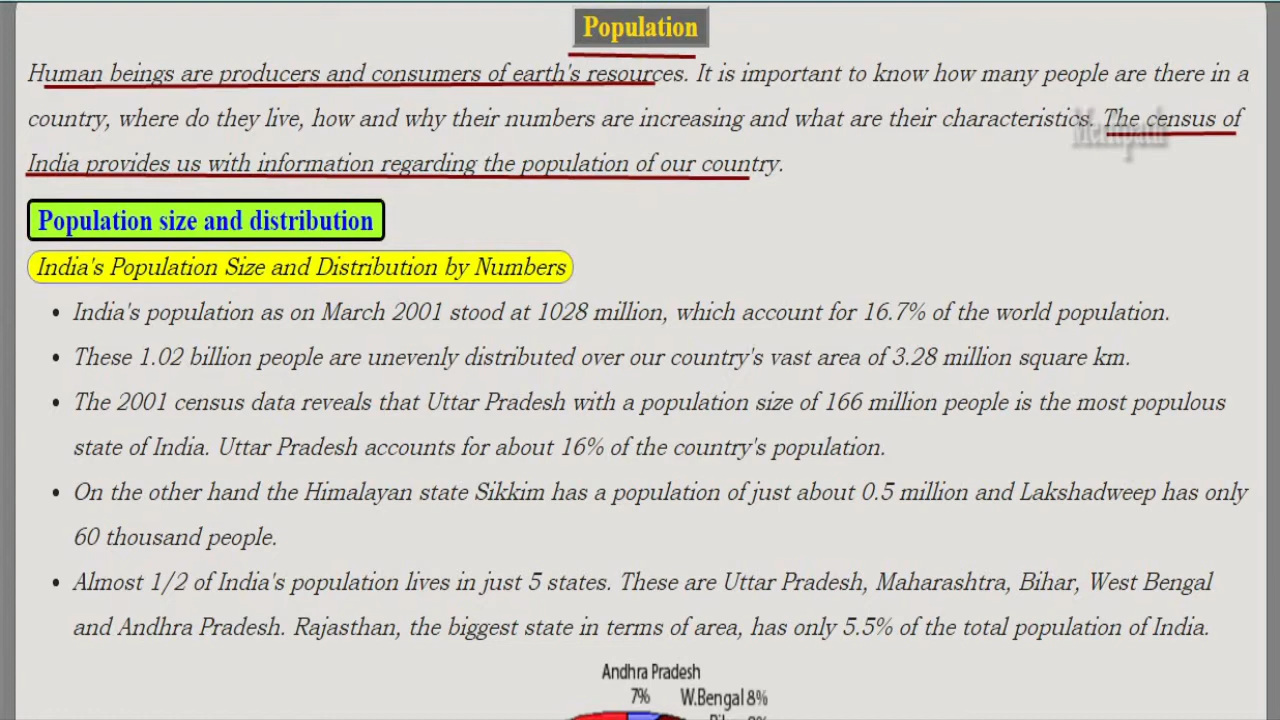 Population
Human beings are producers and consumers of earth's resources. It is important to know how many people are there in a
country, where do they live, how and why their numbers are increasing and what are their characteristics. The census of
India provides us with information regarding the population of our country.
Meritpath
Population size and distribution
India's Population Size and Distribution by Numbers
• India's population as on March 2001 stood at 1028 million, which account for 16.7% of the world population.
• These 1.02 billion people are unevenly distributed over our country's vast area of 3.28 million square km.
• The 2001 census data reveals that Uttar Pradesh with a population size of 166 million people is the most populous
state of India. Uttar Pradesh accounts for about 16% of the country's population.
• On the other hand the Himalayan state Sikkim has a population of just about 0.5 million and Lakshadweep has only
60 thousand people.
• Almost 1/2 of India's population lives in just 5 states. These are Uttar Pradesh, Maharashtra, Bihar, West Bengal
and Andhra Pradesh. Rajasthan, the biggest state in terms of area, has only 5.5% of the total population of India.
Andhra Pradesh
7% W.Bengal 8%